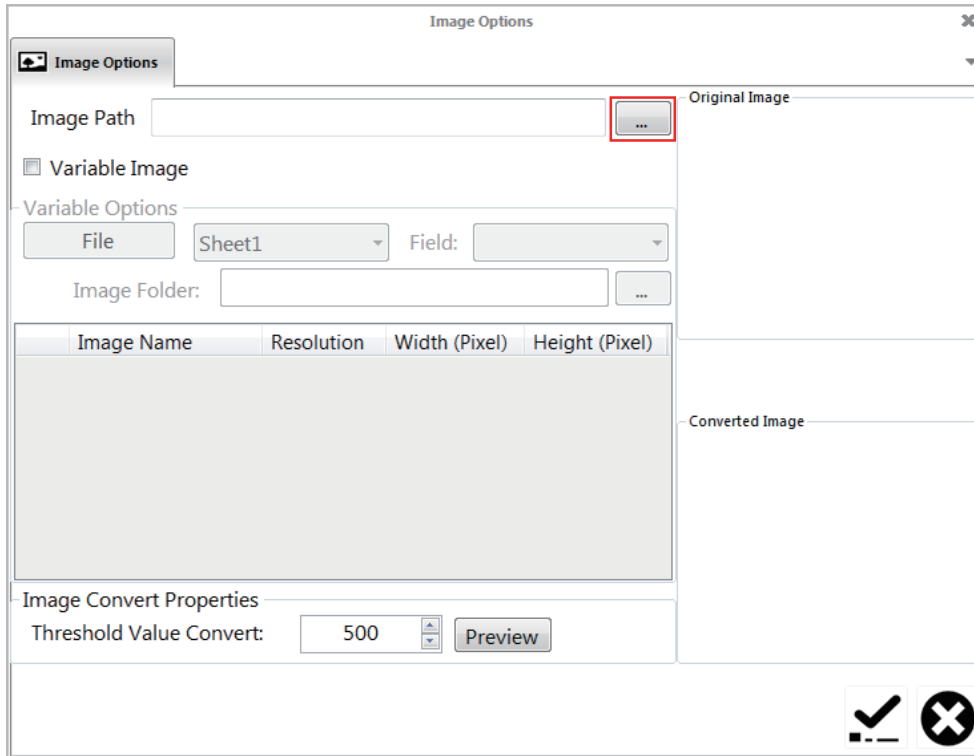 Image Options
Image Options
Image Path ...
Original Image
Variable Image
Variable Options
File Sheet1 Field:
Image Folder: ...
Image Name Resolution Width (Pixel) Height (Pixel)
Converted Image
Image Convert Properties
Threshold Value Convert: 500 Preview